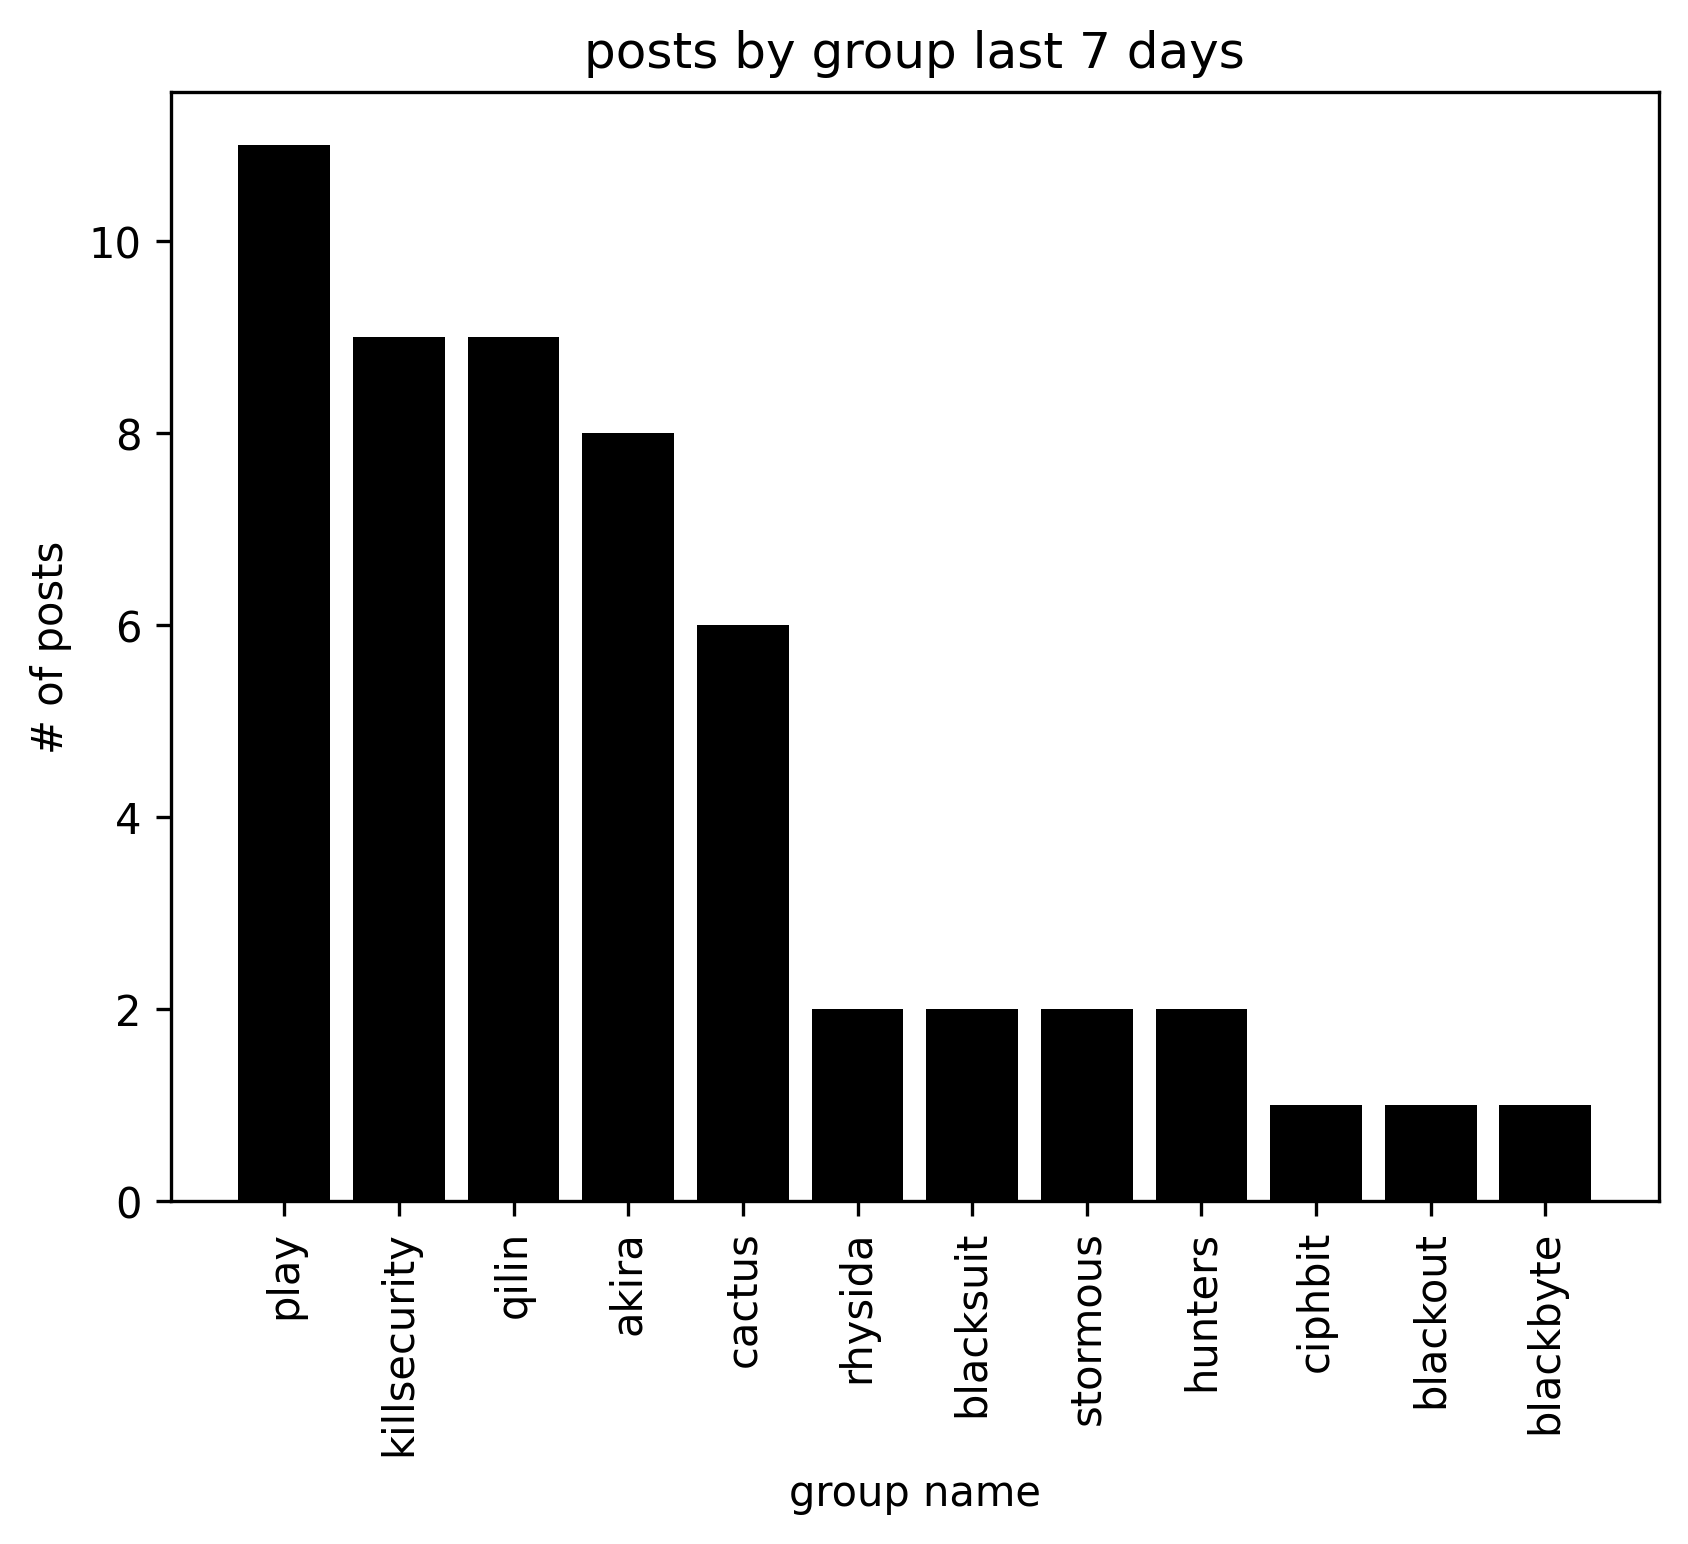 posts by group last 7 days
# of posts
10
8
6
4
2
0
play
killsecurity
qilin
akira
cactus
rhysida
blacksuit
stormous
hunters
ciphbit
blackout
blackbyte
group name